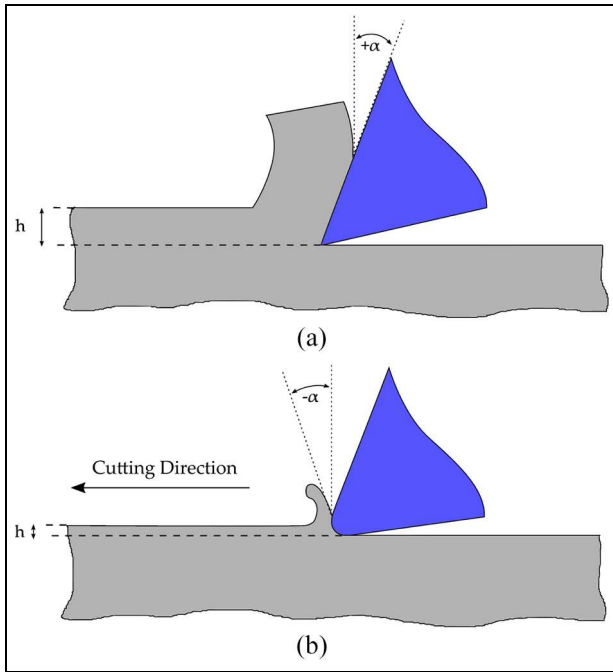 +α
h
(a)
-α
Cutting Direction
h
(b)